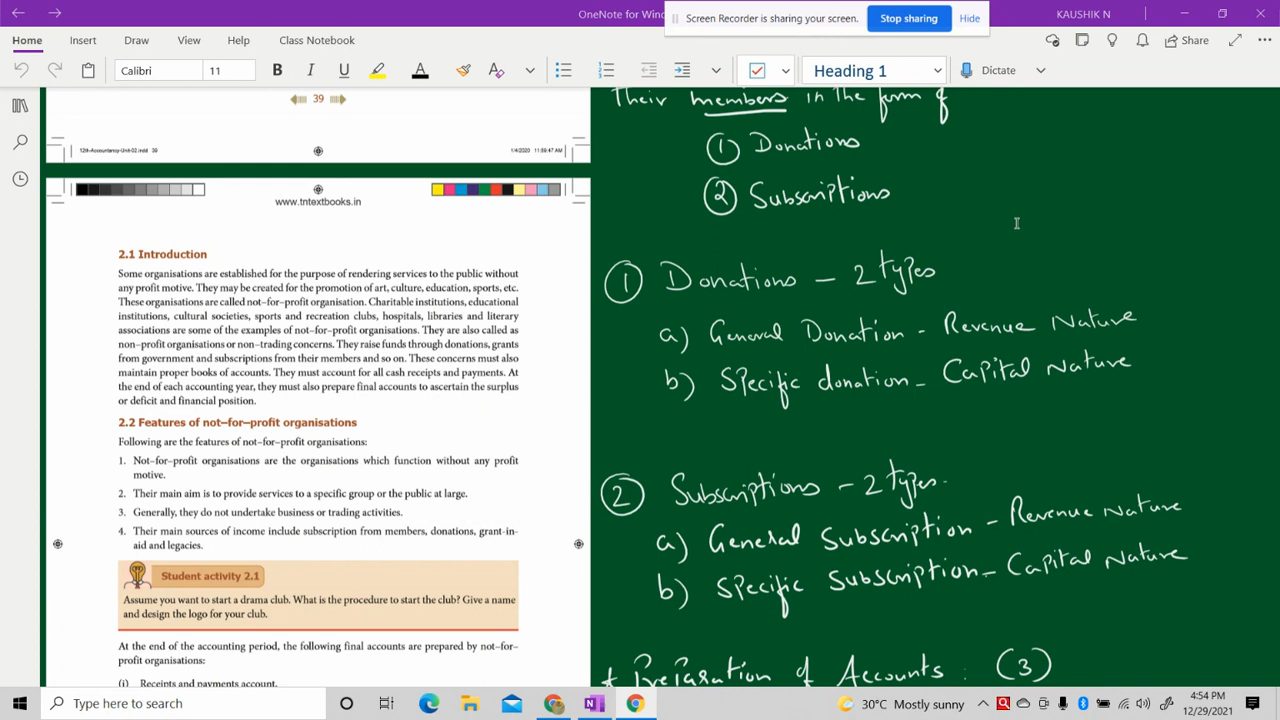 OneNote for Wind
Screen Recorder is sharing your screen.
Stop sharing
Hide
KAUSHIK N
Home
Insert
Draw
View
Help
Class Notebook
Share
Calibri
11
B
I
U
A
A
Heading 1
Dictate
39
12th-Accountancy-Unit-02.indd 39
1/4/2020 11:59:47 AM
www.tntextbooks.in
2.1 Introduction
Some organisations are established for the purpose of rendering services to the public without
any profit motive. They may be created for the promotion of art, culture, education, sports, etc.
These organisations are called not–for–profit organisation. Charitable institutions, educational
institutions, cultural societies, sports and recreation clubs, hospitals, libraries and literary
associations are some of the examples of not–for–profit organisations. They are also called as
non–profit organisations or non–trading concerns. They raise funds through donations, grants
from government and subscriptions from their members and so on. These concerns must also
maintain proper books of accounts. They must account for all cash receipts and payments. At
the end of each accounting year, they must also prepare final accounts to ascertain the surplus
or deficit and financial position.
2.2 Features of not–for–profit organisations
Following are the features of not–for–profit organisations:
1. Not–for–profit organisations are the organisations which function without any profit
motive.
2. Their main aim is to provide services to a specific group or the public at large.
3. Generally, they do not undertake business or trading activities.
4. Their main sources of income include subscription from members, donations, grant-in-
aid and legacies.
Student activity 2.1
Assume you want to start a drama club. What is the procedure to start the club? Give a name
and design the logo for your club.
At the end of the accounting period, the following final accounts are prepared by not–for–
profit organisations:
(i) Receipts and payments account.
Their members in the form of
① Donations
② Subscriptions
① Donations – 2 types
a) General Donation - Revenue Nature
b) Specific donation – Capital Nature
② Subscriptions – 2 types.
a) General Subscription - Revenue Nature
b) Specific Subscription – Capital Nature
* Preparation of Accounts : (3)
Type here to search
30°C Mostly sunny
4:54 PM
12/29/2021